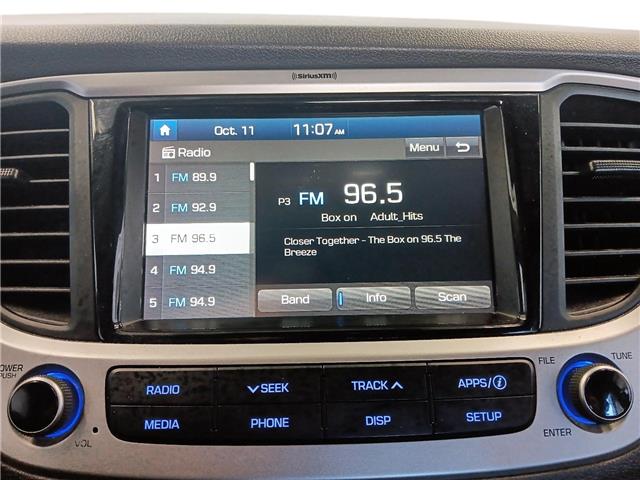 ((SiriusXM))
Oct. 11 11:07 AM
Radio Menu
1 FM 89.9
2 FM 92.9
3 FM 96.5
4 FM 94.9
5 FM 94.9
P3 FM 96.5
Box on Adult_Hits
Closer Together - The Box on 96.5 The
Breeze
Band Info Scan
POWER
PUSH
VOL
RADIO SEEK TRACK APPS/i
MEDIA PHONE DISP SETUP
FILE TUNE
ENTER